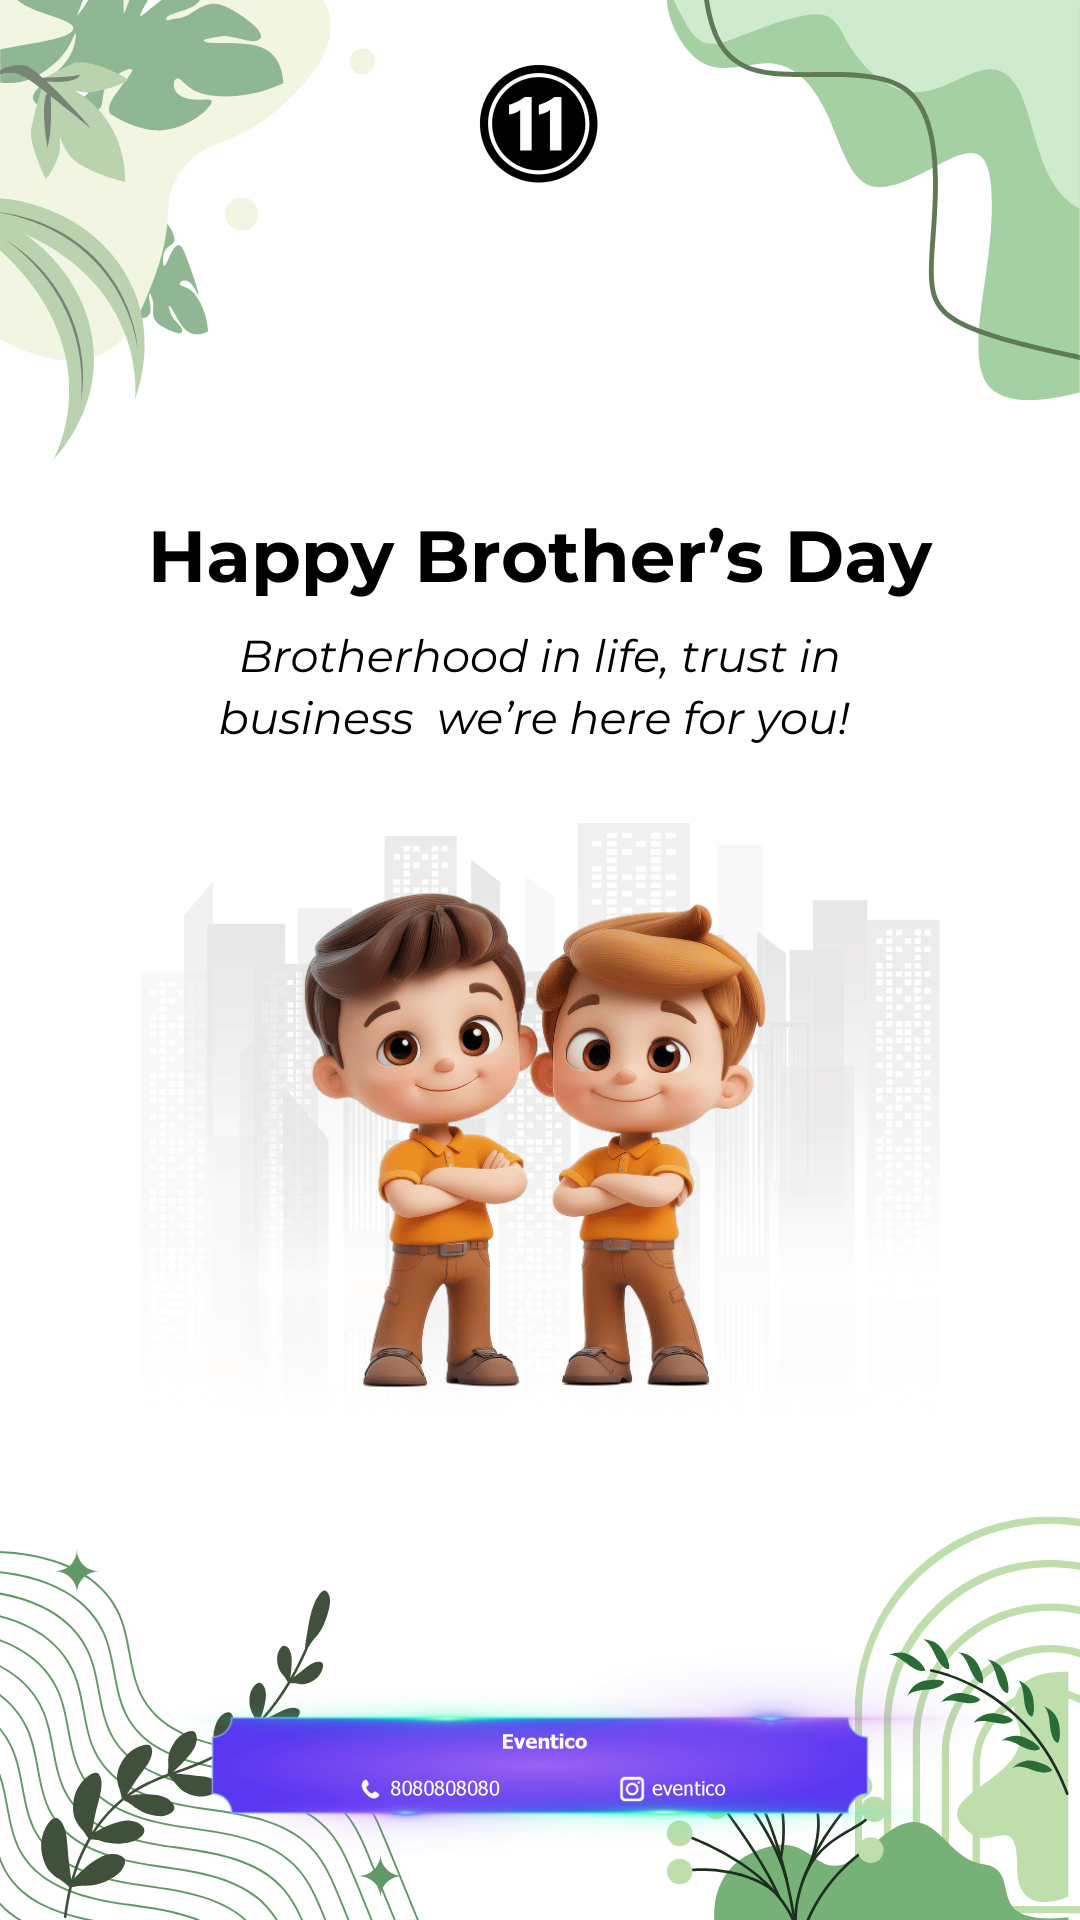 11
Happy Brother’s Day
Brotherhood in life, trust in
business  we’re here for you!
Eventico
8080808080
eventico